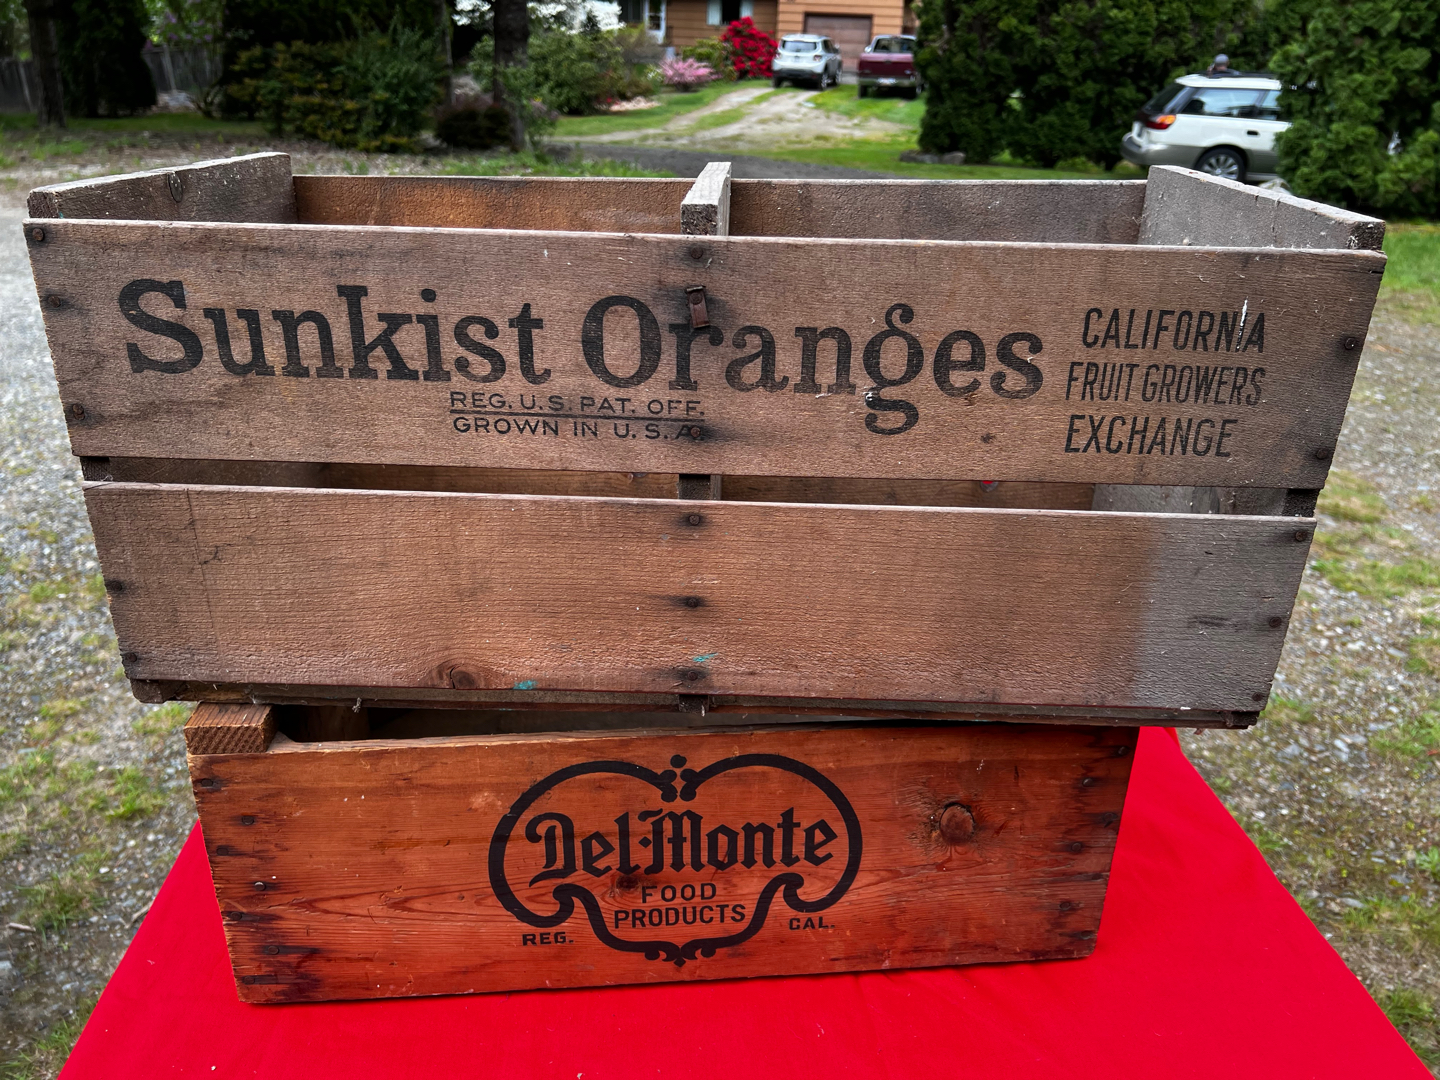 Sunkist Oranges
REG. U.S. PAT. OFF.
GROWN IN U.S.A.
CALIFORNIA
FRUIT GROWERS
EXCHANGE
Del-Monte
FOOD
PRODUCTS
REG. CAL.